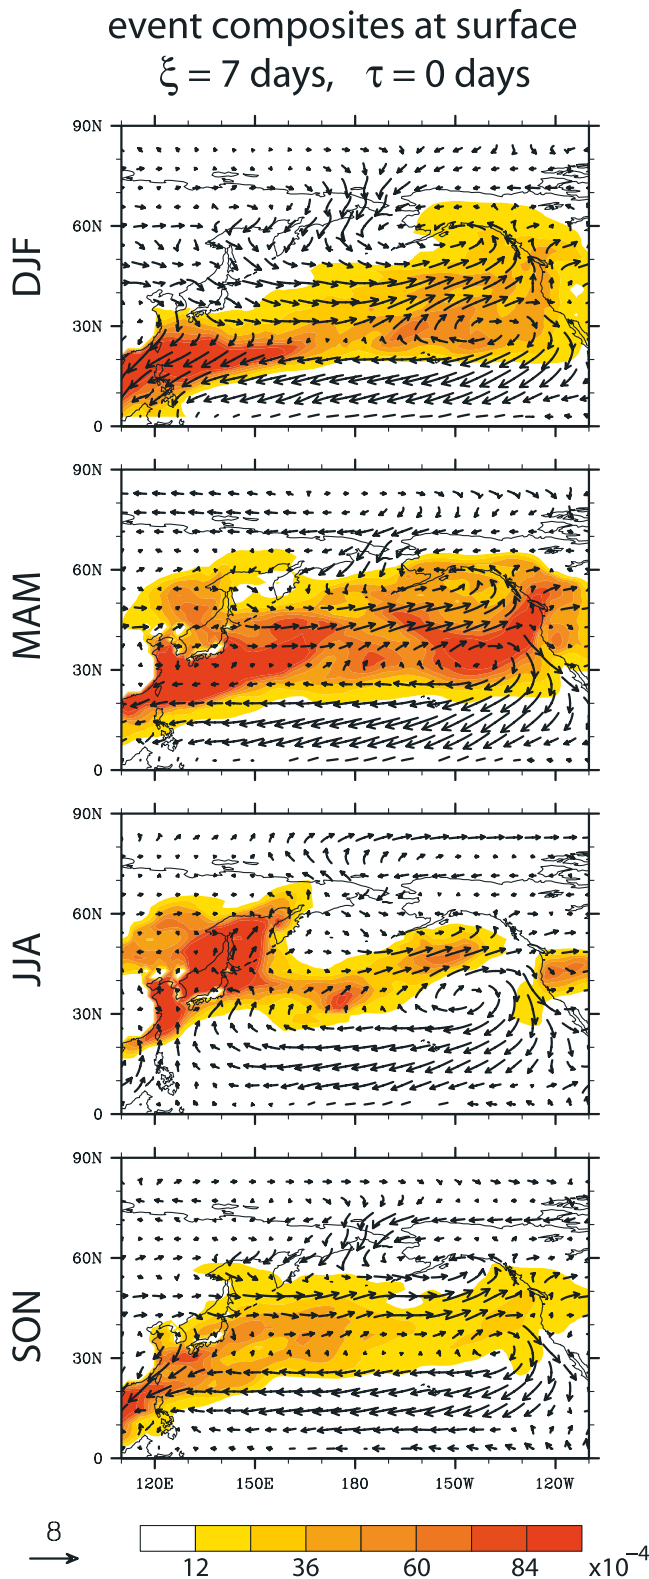 event composites at surface
ξ = 7 days, τ = 0 days
DJF
90N
60N
30N
0
MAM
90N
60N
30N
0
JJA
90N
60N
30N
0
SON
90N
60N
30N
0
120E 150E 180 150W 120W
8
12 36 60 84 x10⁻⁴